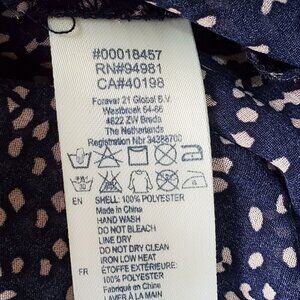 #00018457
RN#94981
CA#40198
Forever 21 Global B.V.
Westbroek 64-66
4822 ZW Breda
The Netherlands
Registration Nbr 34388700
EN SHELL: 100% POLYESTER
Made in China
HAND WASH
DO NOT BLEACH
LINE DRY
DO NOT DRY CLEAN
IRON LOW HEAT
FR ÉTOFFE EXTÉRIEURE:
100% POLYESTER
Fabriqué en Chine
LAVER À LA MAIN